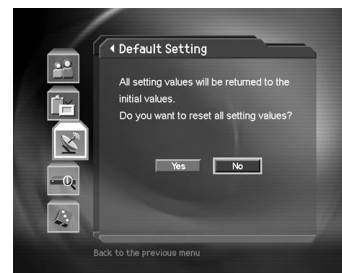 Default Setting
All setting values will be returned to the
initial values.
Do you want to reset all setting values?
Yes No
Back to the previous menu